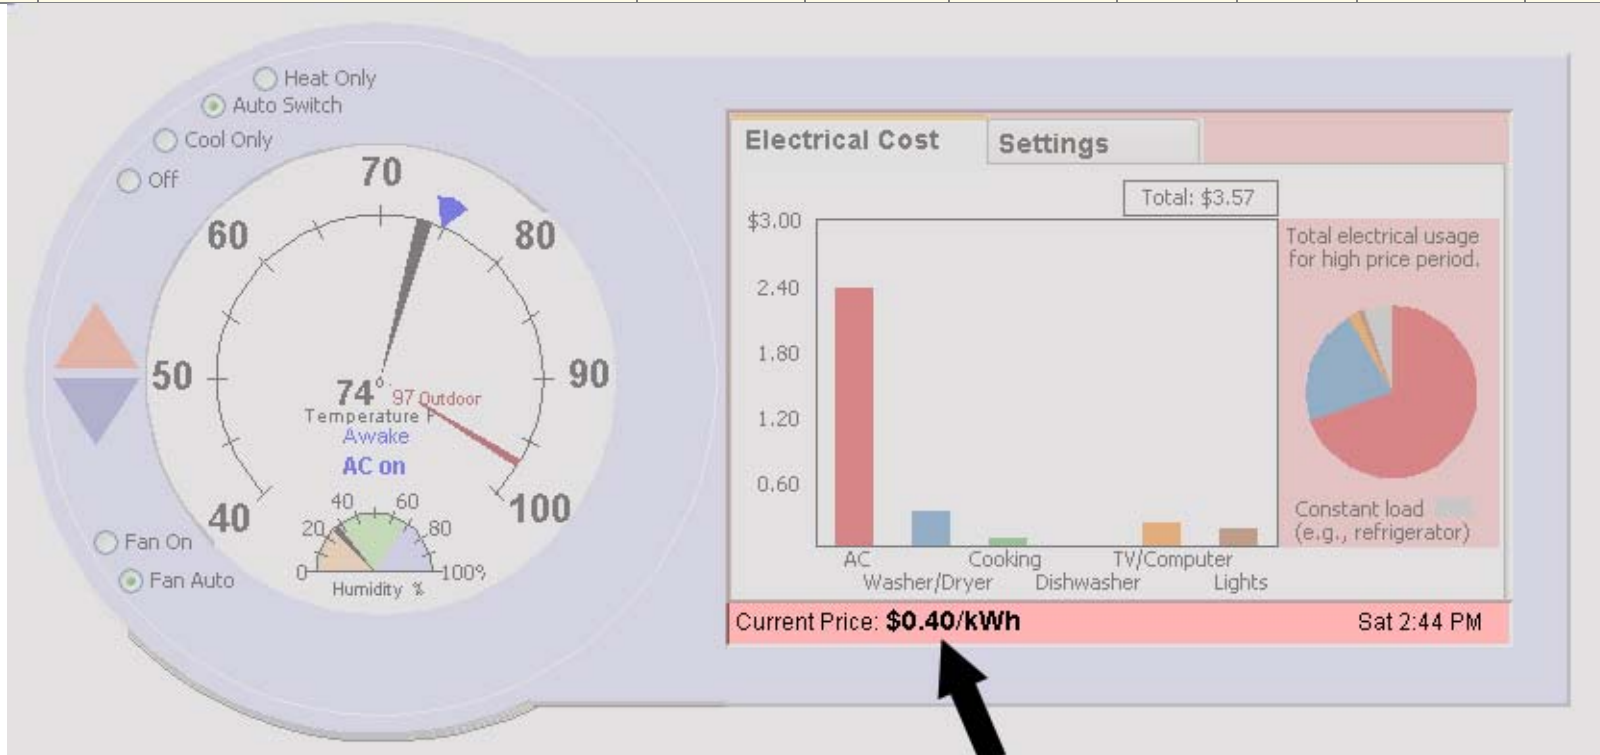 Heat Only
Auto Switch
Cool Only
Off
70
60
80
50
90
40
100
74°
97 Outdoor
Temperature F
Awake
AC on
40
60
20
80
0
100%
Humidity %
Fan On
Fan Auto
Electrical Cost
Settings
Total: $3.57
$3.00
2.40
1.80
1.20
0.60
AC
Cooking
TV/Computer
Washer/Dryer
Dishwasher
Lights
Total electrical usage
for high price period.
Constant load
(e.g., refrigerator)
Current Price: $0.40/kWh
Sat 2:44 PM